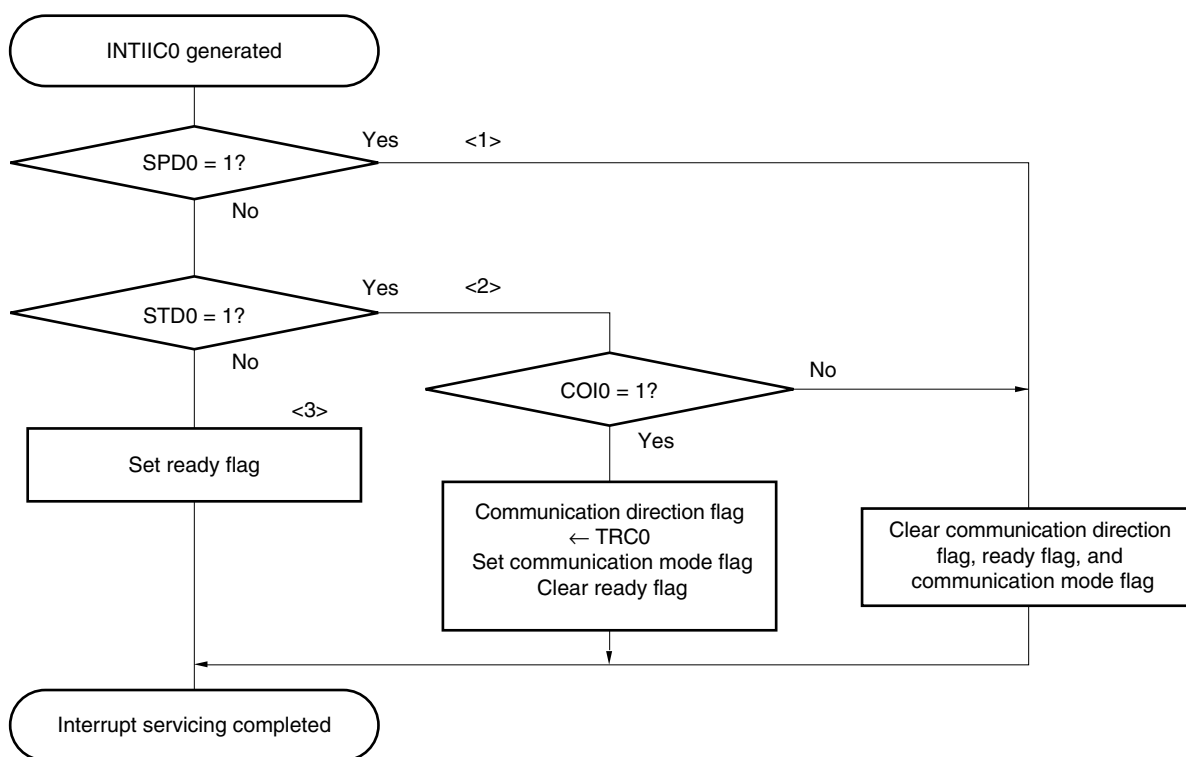 INTIIC0 generated
Yes
<1>
SPD0 = 1?
No
Yes
<2>
STD0 = 1?
No
COI0 = 1?
No
<3>
Yes
Set ready flag
Communication direction flag
← TRC0
Set communication mode flag
Clear ready flag
Clear communication direction
flag, ready flag, and
communication mode flag
Interrupt servicing completed